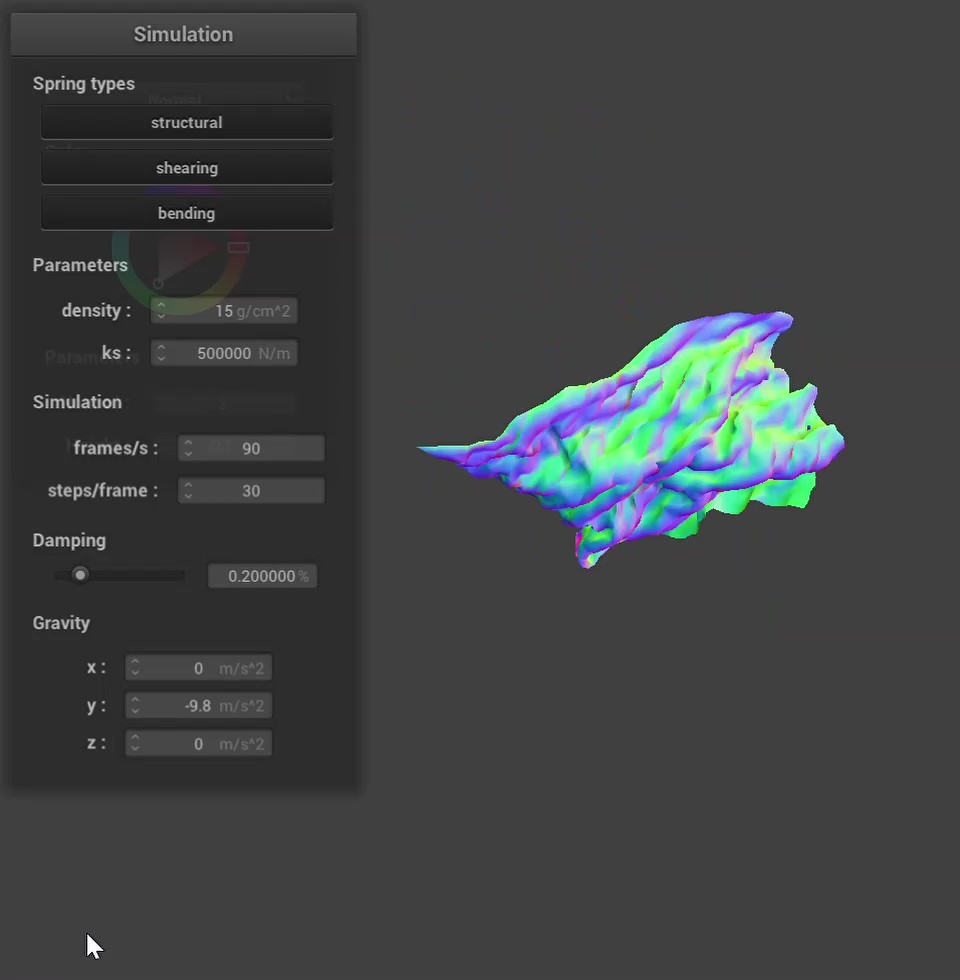 Simulation
Spring types
Normal
structural
shearing
bending
Parameters
density : 15 g/cm^2
ks : 500000 N/m
Simulation
frames/s : 90
steps/frame : 30
Damping
0.200000 %
Gravity
x : 0 m/s^2
y : -9.8 m/s^2
z : 0 m/s^2